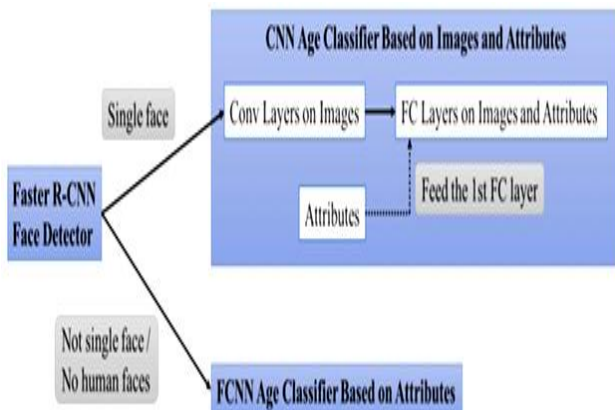 CNN Age Classifier Based on Images and Attributes
Single face
Conv Layers on Images
FC Layers on Images and Attributes
Faster R-CNN
Face Detector
Attributes
Feed the 1st FC layer
Not single face /
No human faces
FCNN Age Classifier Based on Attributes